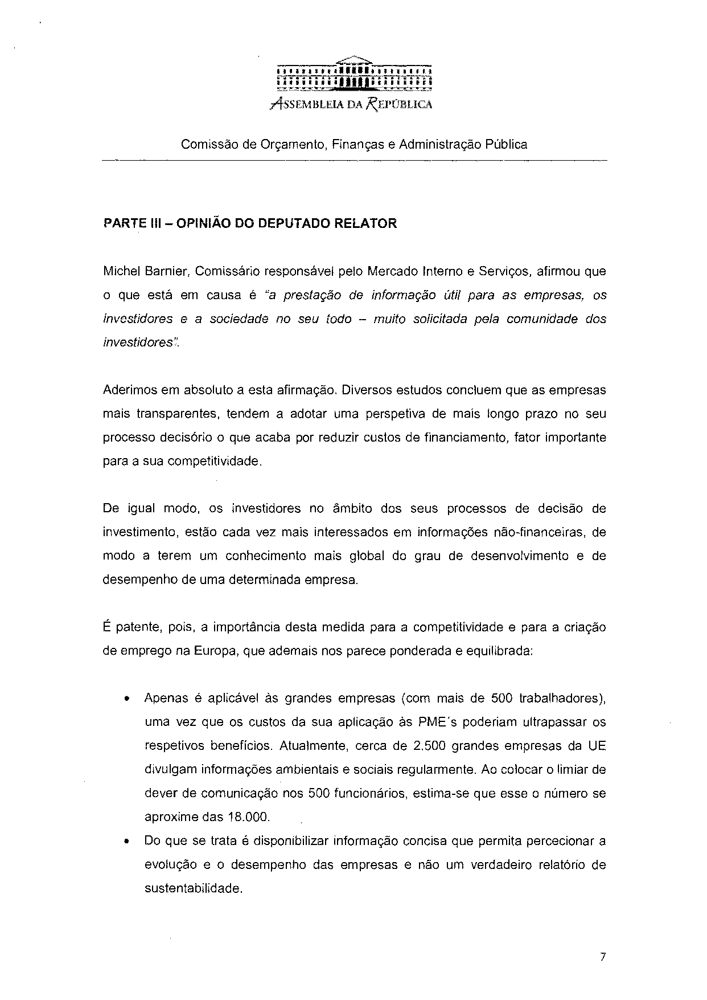 ASSEMBLEIA DA REPÚBLICA
Comissão de Orçamento, Finanças e Administração Pública
PARTE III – OPINIÃO DO DEPUTADO RELATOR
Michel Barnier, Comissário responsável pelo Mercado Interno e Serviços, afirmou que
o que está em causa é “a prestação de informação útil para as empresas, os
investidores e a sociedade no seu todo – muito solicitada pela comunidade dos
investidores”.
Aderimos em absoluto a esta afirmação. Diversos estudos concluem que as empresas
mais transparentes, tendem a adotar uma perspetiva de mais longo prazo no seu
processo decisório o que acaba por reduzir custos de financiamento, fator importante
para a sua competitividade.
De igual modo, os investidores no âmbito dos seus processos de decisão de
investimento, estão cada vez mais interessados em informações não-financeiras, de
modo a terem um conhecimento mais global do grau de desenvolvimento e de
desempenho de uma determinada empresa.
É patente, pois, a importância desta medida para a competitividade e para a criação
de emprego na Europa, que ademais nos parece ponderada e equilibrada:
• Apenas é aplicável às grandes empresas (com mais de 500 trabalhadores),
uma vez que os custos da sua aplicação às PME´s poderiam ultrapassar os
respetivos benefícios. Atualmente, cerca de 2.500 grandes empresas da UE
divulgam informações ambientais e sociais regularmente. Ao colocar o limiar de
dever de comunicação nos 500 funcionários, estima-se que esse o número se
aproxime das 18.000.
• Do que se trata é disponibilizar informação concisa que permita percecionar a
evolução e o desempenho das empresas e não um verdadeiro relatório de
sustentabilidade.
7